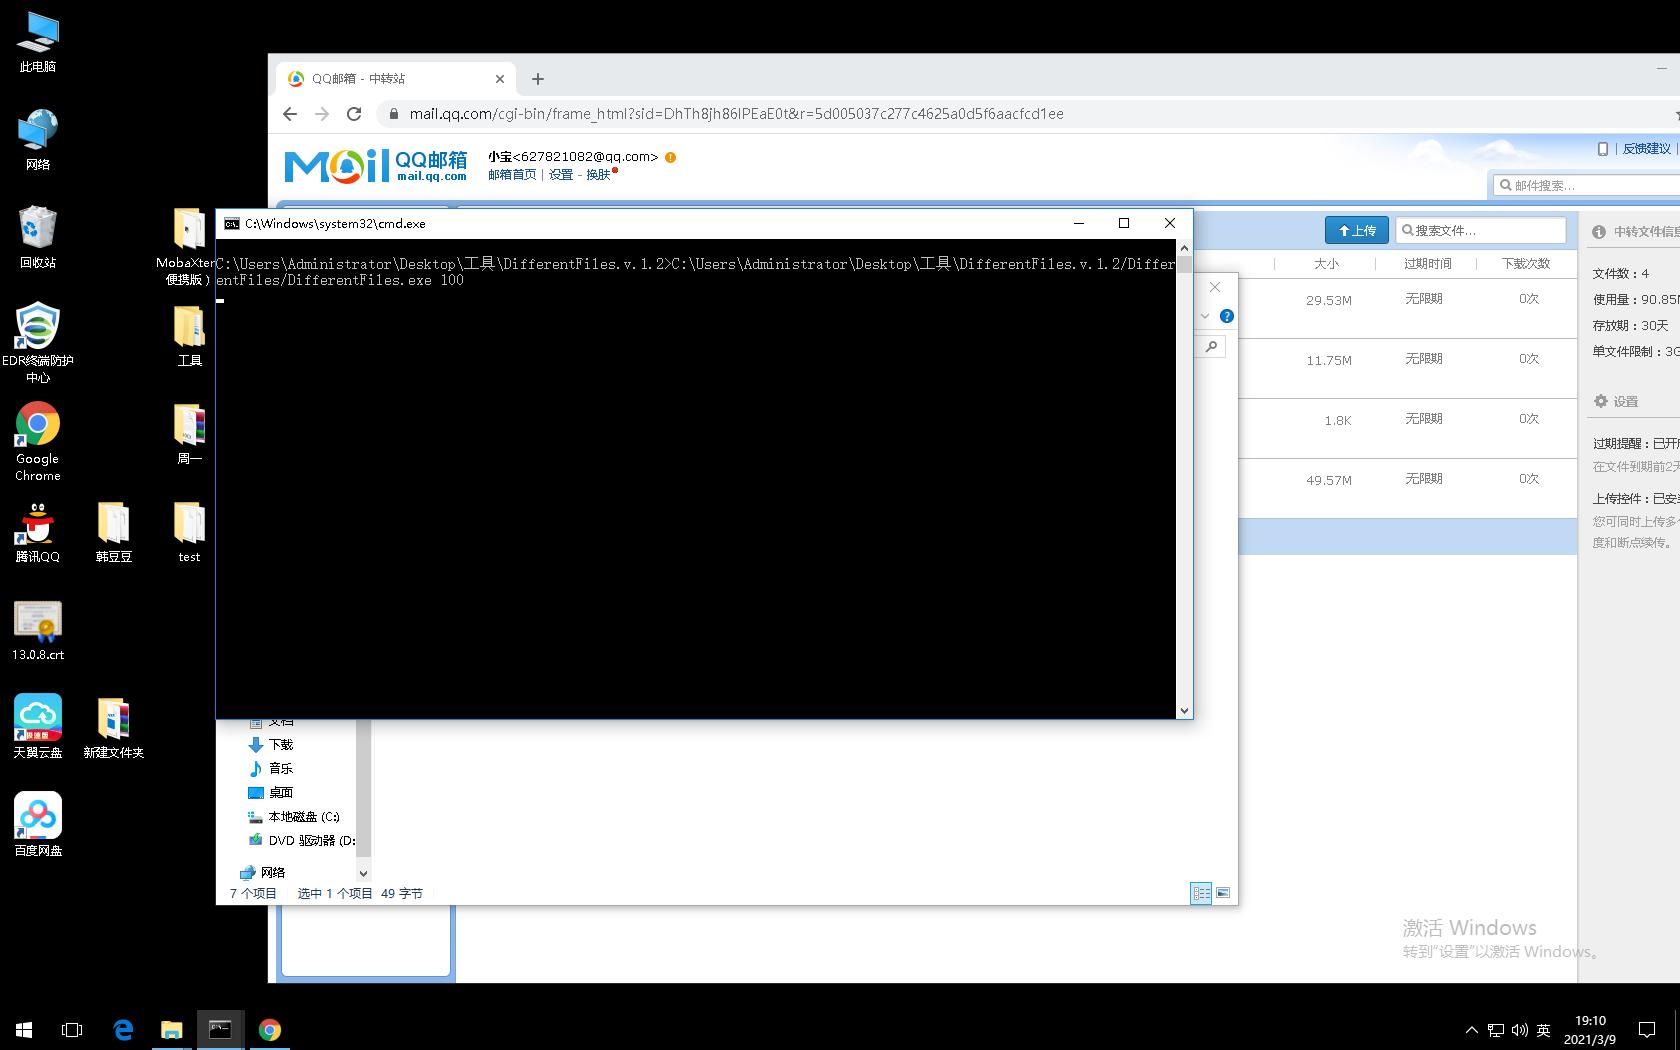 此电脑
网络
回收站
EDR终端防护
中心
Google
Chrome
腾讯QQ
13.0.8.crt
天翼云盘
百度网盘
韩豆豆
新建文件夹
MobaXter
便携版）
工具
周一
test
QQ邮箱 - 中转站
mail.qq.com/cgi-bin/frame_html?sid=DhTh8jh86lPEaE0t&r=5d005037c277c4625a0d5f6aacfcd1ee
Mail QQ邮箱
mail.qq.com
小宝<627821082@qq.com>
邮箱首页 | 设置 - 换肤
反馈建议 |
邮件搜索...
C:\Windows\system32\cmd.exe
C:\Users\Administrator\Desktop\工具\DifferentFiles.v.1.2>C:\Users\Administrator\Desktop\工具\DifferentFiles.v.1.2/Differ
entFiles/DifferentFiles.exe 100
上传
搜索文件...
大小 | 过期时间 | 下载次数
29.53M 无限期 0次
11.75M 无限期 0次
1.8K 无限期 0次
49.57M 无限期 0次
中转文件信息
文件数：4
使用量：90.85M
存放期：30天
单文件限制：3G
设置
过期提醒：已开
在文件到期前2天
上传控件：已安
您可同时上传多
度和断点续传。
文档
下载
音乐
桌面
本地磁盘 (C:)
DVD 驱动器 (D:
网络
7 个项目 选中 1 个项目 49 字节
激活 Windows
转到"设置"以激活 Windows。
英
19:10
2021/3/9